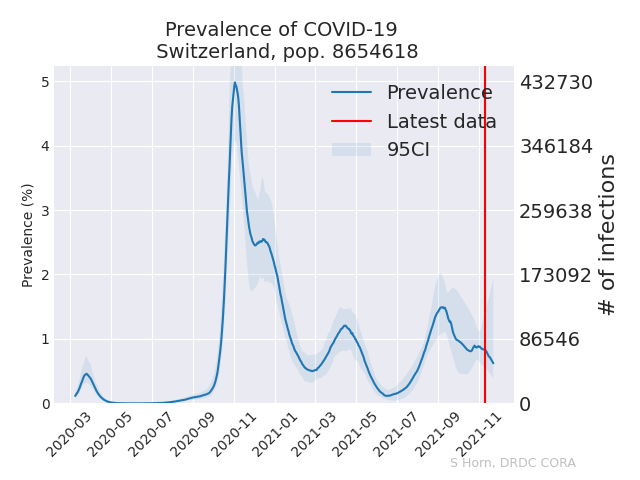 Prevalence of COVID-19
Switzerland, pop. 8654618
Prevalence (%)
5
4
3
2
1
0
432730
346184
259638
173092
86546
0
# of infections
Prevalence
Latest data
95CI
2020-03
2020-05
2020-07
2020-09
2020-11
2021-01
2021-03
2021-05
2021-07
2021-09
2021-11
S Horn, DRDC CORA